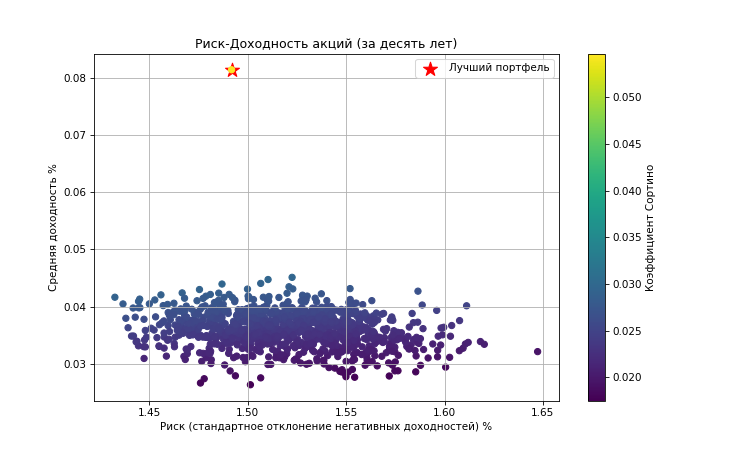 Риск-Доходность акций (за десять лет)
Лучший портфель
Средняя доходность %
0.08
0.07
0.06
0.05
0.04
0.03
1.45 1.50 1.55 1.60 1.65
Риск (стандартное отклонение негативных доходностей) %
0.050
0.045
0.040
0.035
0.030
0.025
0.020
Коэффициент Сортино